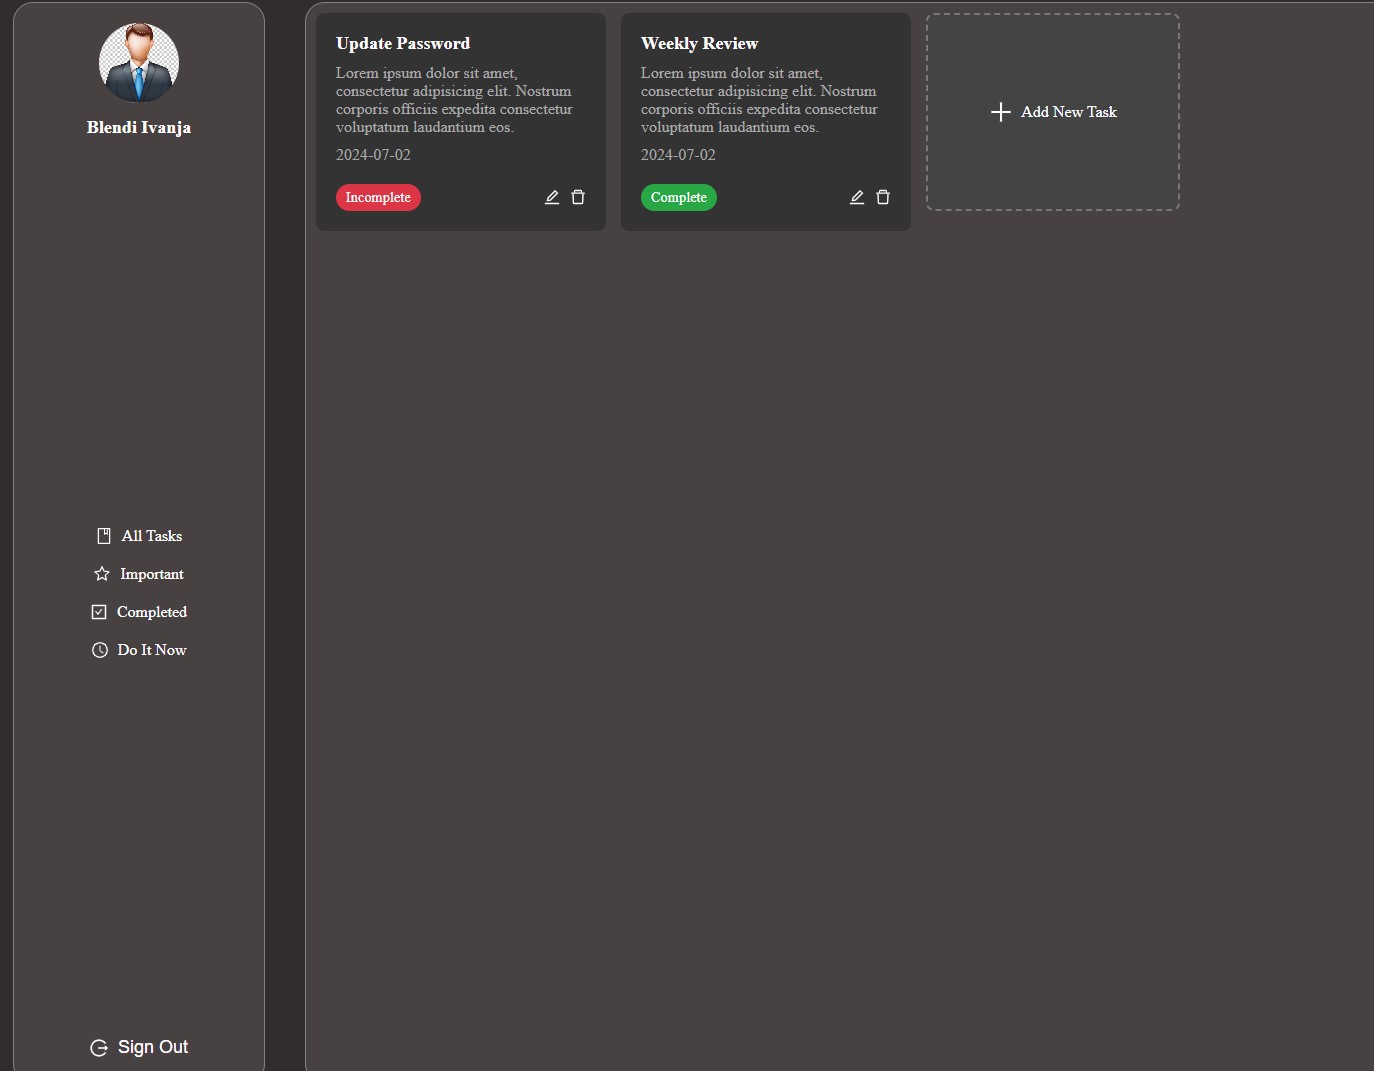 Blendi Ivanja
All Tasks
Important
Completed
Do It Now
Sign Out
Update Password
Lorem ipsum dolor sit amet,
consectetur adipisicing elit. Nostrum
corporis officiis expedita consectetur
voluptatum laudantium eos.
2024-07-02
Incomplete
Weekly Review
Lorem ipsum dolor sit amet,
consectetur adipisicing elit. Nostrum
corporis officiis expedita consectetur
voluptatum laudantium eos.
2024-07-02
Complete
Add New Task